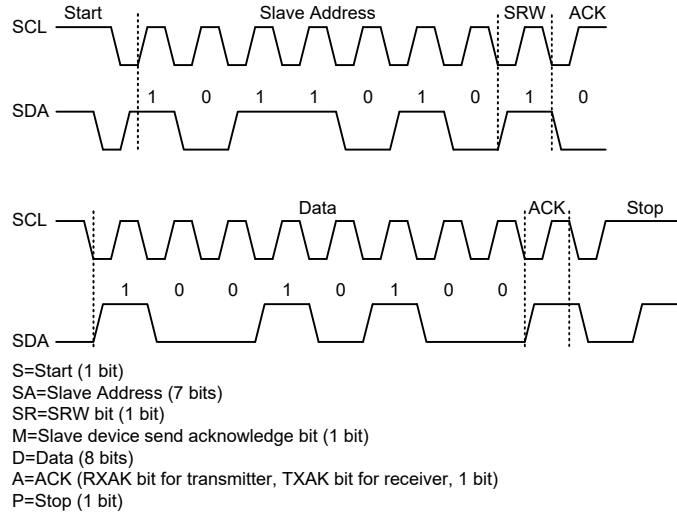 Start Slave Address SRW ACK
SCL
1 0 1 1 0 1 0 1 0
SDA
Data ACK Stop
SCL
1 0 0 1 0 1 0 0
SDA
S=Start (1 bit)
SA=Slave Address (7 bits)
SR=SRW bit (1 bit)
M=Slave device send acknowledge bit (1 bit)
D=Data (8 bits)
A=ACK (RXAK bit for transmitter, TXAK bit for receiver, 1 bit)
P=Stop (1 bit)